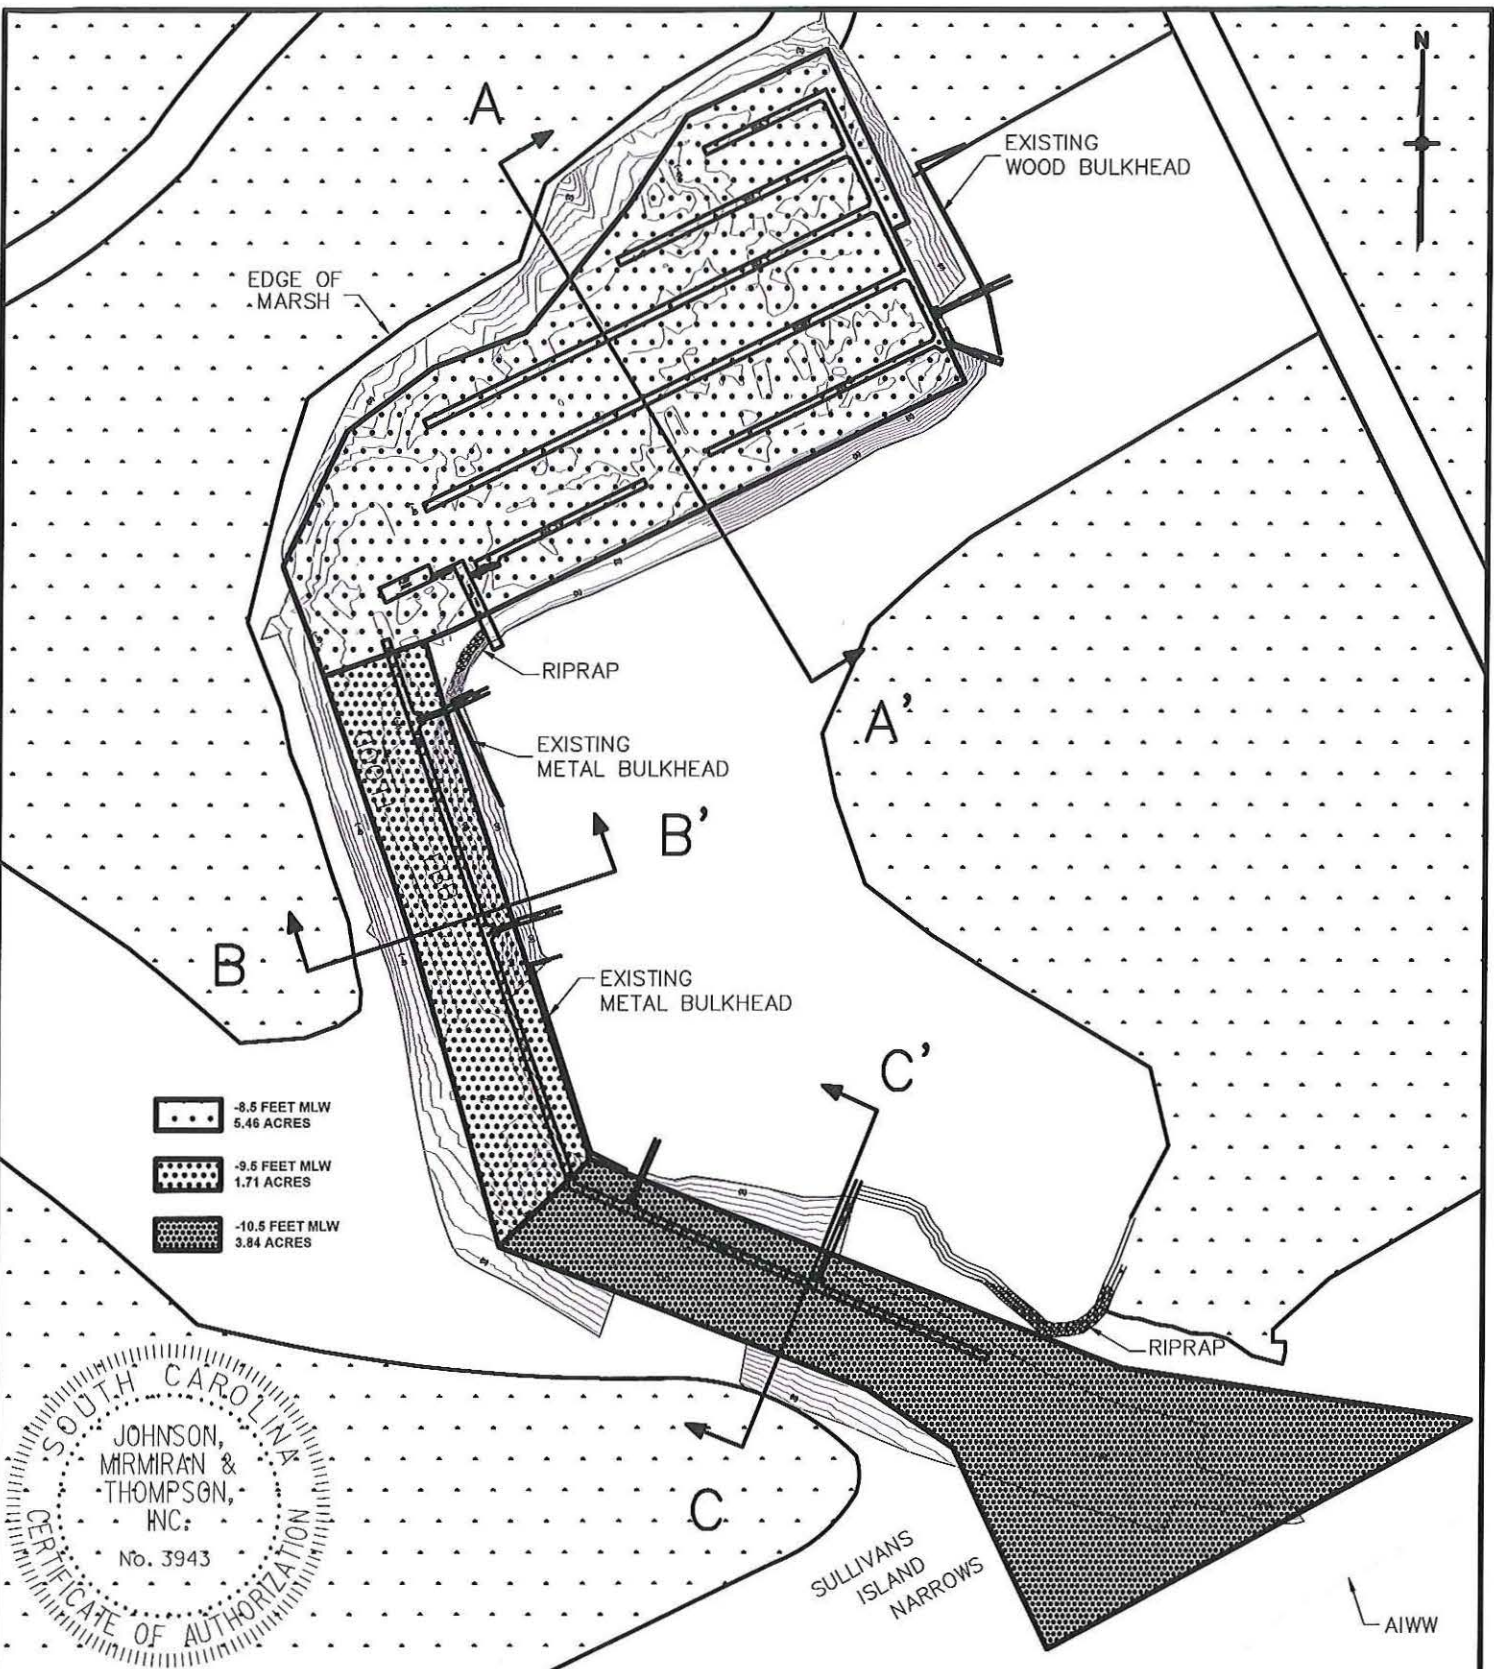 N
A
EXISTING
WOOD BULKHEAD
EDGE OF
MARSH
RIPRAP
A'
EXISTING
METAL BULKHEAD
B'
B
EXISTING
METAL BULKHEAD
C'
-8.5 FEET MLW
5.46 ACRES
-9.5 FEET MLW
1.71 ACRES
-10.5 FEET MLW
3.84 ACRES
RIPRAP
SOUTH CAROLINA
JOHNSON,
MIRMIRAN &
THOMPSON,
INC.
No. 3943
CERTIFICATE OF AUTHORIZATION
C
SULLIVANS
ISLAND
NARROWS
AIWW